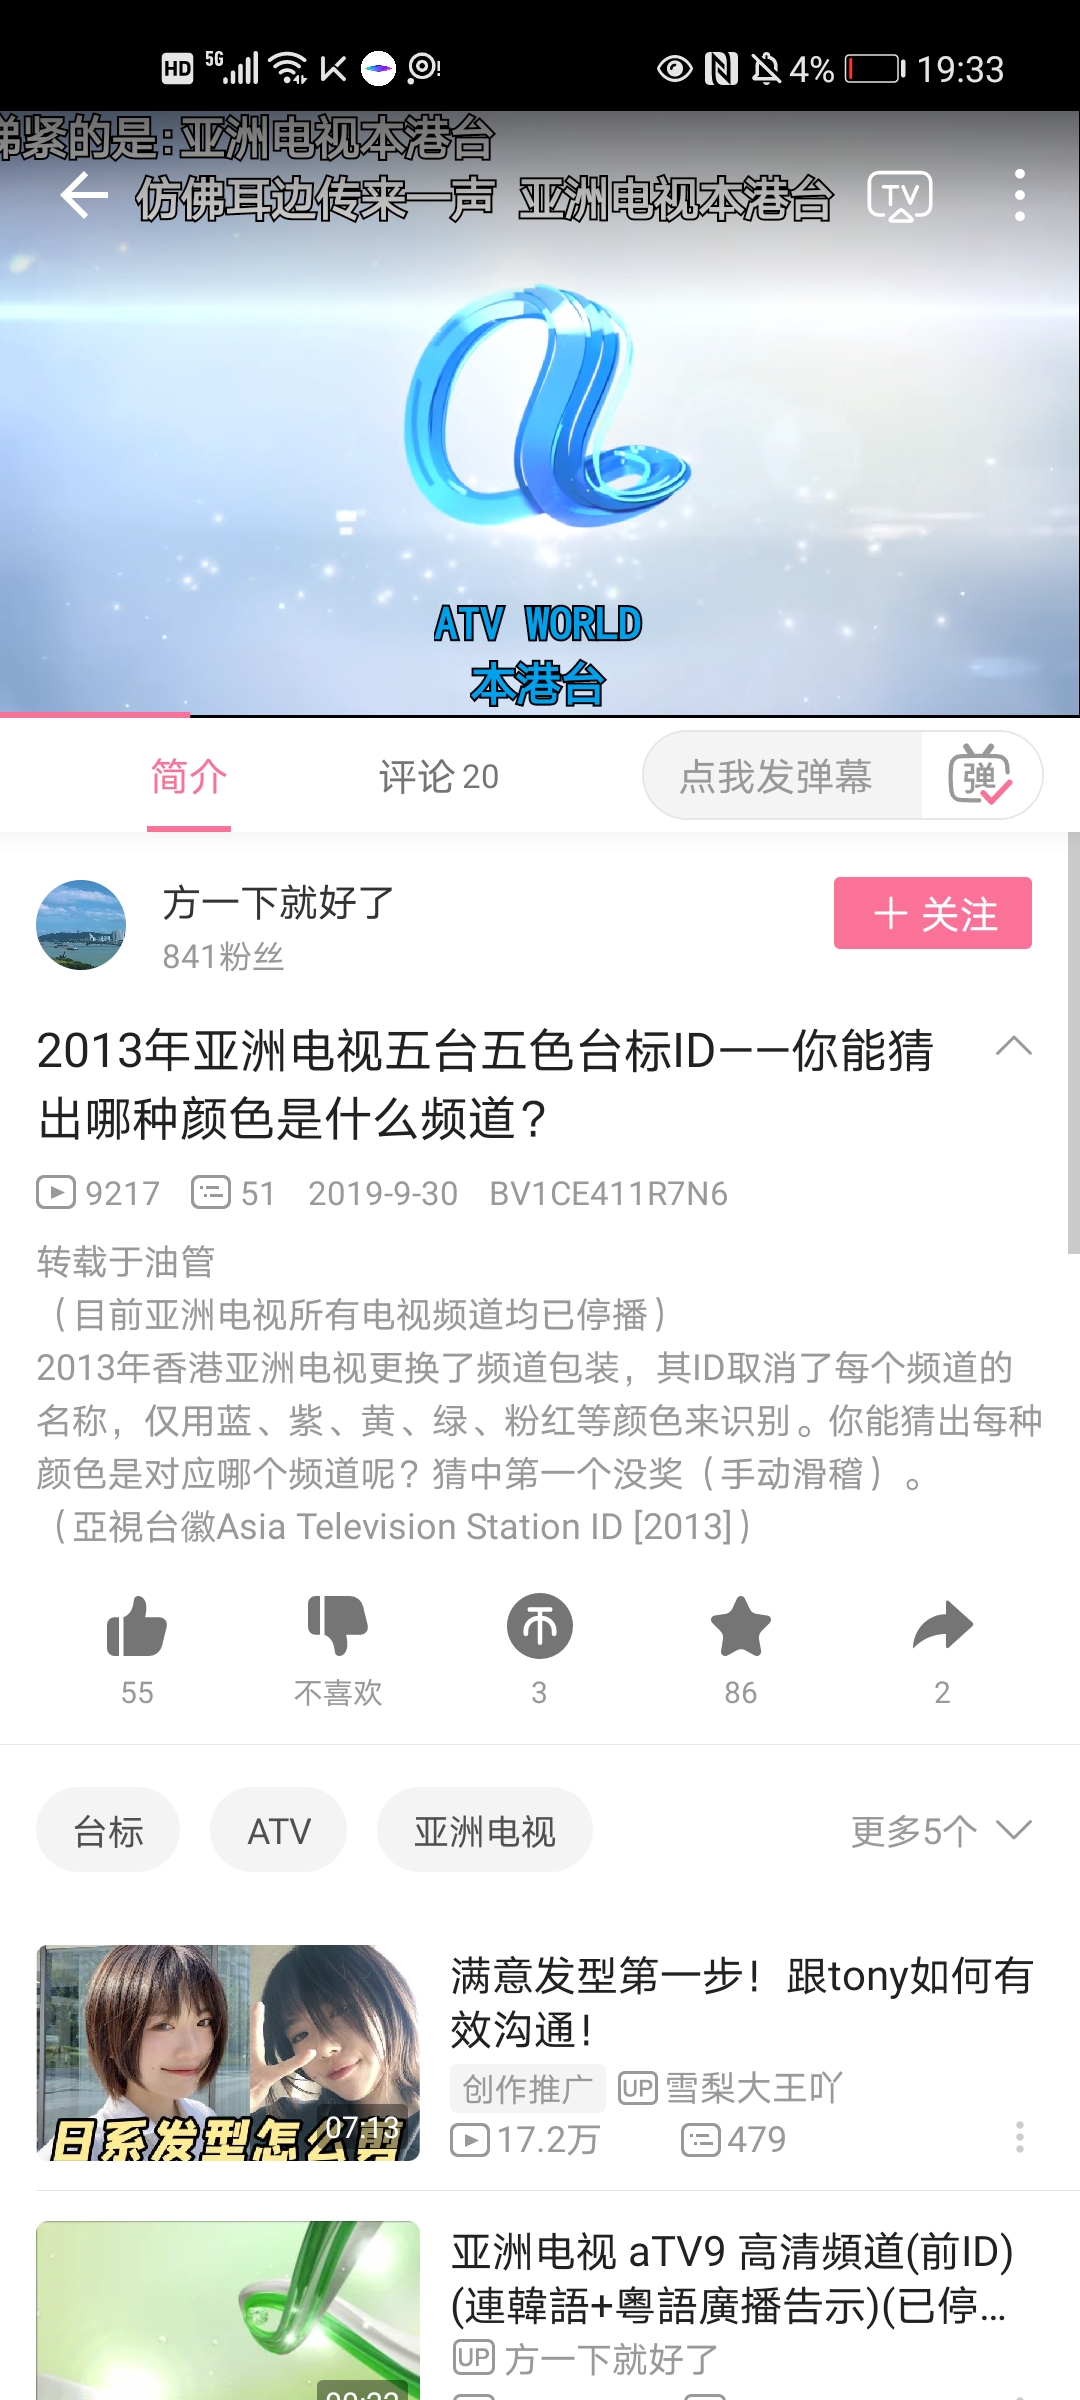 HD 5G 4% 19:33
紧的是:亚洲电视本港台
仿佛耳边传来一声 亚洲电视本港台
TV
ATV WORLD
本港台
简介
评论 20
点我发弹幕
弹
方一下就好了
841粉丝
＋ 关注
2013年亚洲电视五台五色台标ID——你能猜
出哪种颜色是什么频道？
9217 51 2019-9-30 BV1CE411R7N6
转载于油管
（目前亚洲电视所有电视频道均已停播）
2013年香港亚洲电视更换了频道包装，其ID取消了每个频道的
名称，仅用蓝、紫、黄、绿、粉红等颜色来识别。你能猜出每种
颜色是对应哪个频道呢？猜中第一个没奖（手动滑稽）。
（亞視台徽Asia Television Station ID [2013]）
55 不喜欢 3 86 2
台标 ATV 亚洲电视 更多5个
日系发型怎么剪
07:13
满意发型第一步！跟tony如何有
效沟通！
创作推广 UP 雪梨大王吖
17.2万 479
亚洲电视 aTV9 高清頻道(前ID)
(連韓語+粵語廣播告示)(已停...
UP 方一下就好了